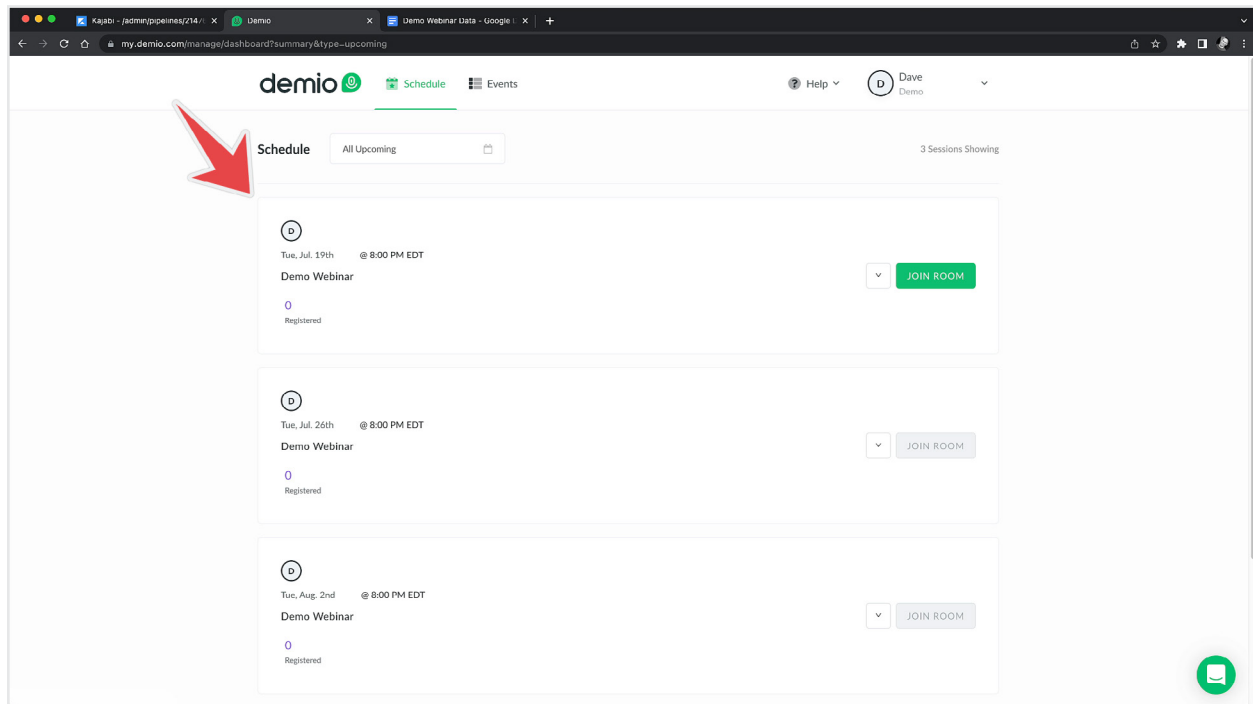 Kajabi - /admin/pipelines/2147
Demio
Demo Webinar Data - Google D
my.demio.com/manage/dashboard?summary&type=upcoming
demio
Schedule
Events
Help
D
Dave
Demo
Schedule
All Upcoming
3 Sessions Showing
D
Tue, Jul. 19th @ 8:00 PM EDT
Demo Webinar
JOIN ROOM
0
Registered
D
Tue, Jul. 26th @ 8:00 PM EDT
Demo Webinar
JOIN ROOM
0
Registered
D
Tue, Aug. 2nd @ 8:00 PM EDT
Demo Webinar
JOIN ROOM
0
Registered